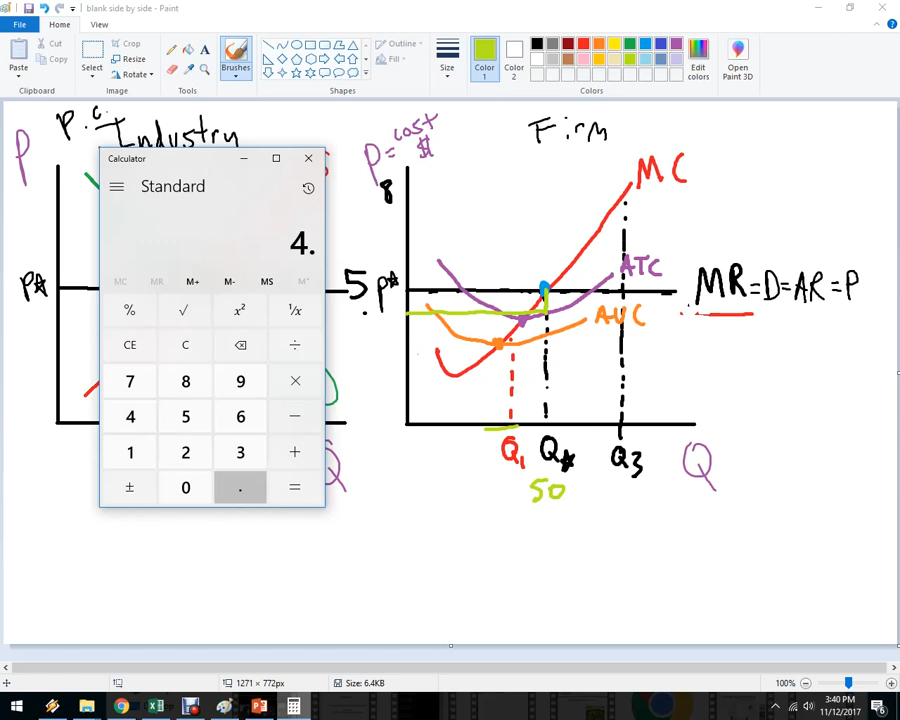 blank side by side - Paint
File Home View
Paste Cut Copy Clipboard
Select Crop Resize Rotate Image
A Tools
Brushes
Outline Fill Shapes
Size
Color 1 Color 2 Edit colors Colors
Open Paint 3D
P P.C. Industry
P=cost $
Firm
8
MC
ATC
AVC
P*
5 P*
MR=D=AR=P
Q
Q1 Q* Q3 Q
50
Calculator
Standard
4.
MC MR M+ M- MS M˅
% √ x² ¹/x
CE C ÷
7 8 9 ×
4 5 6 −
1 2 3 +
± 0 . =
1271 × 772px Size: 6.4KB 100%
3:40 PM
11/12/2017
6